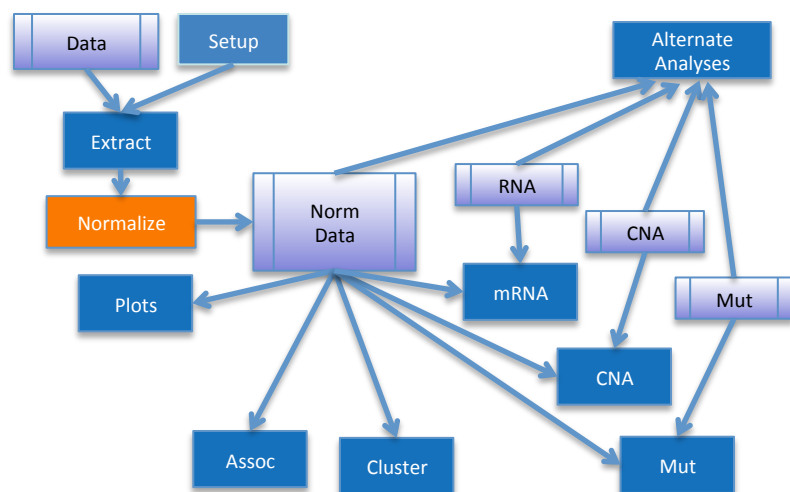 Data
Setup
Alternate
Analyses
Extract
RNA
Normalize
Norm
Data
CNA
Plots
mRNA
Mut
CNA
Assoc
Cluster
Mut